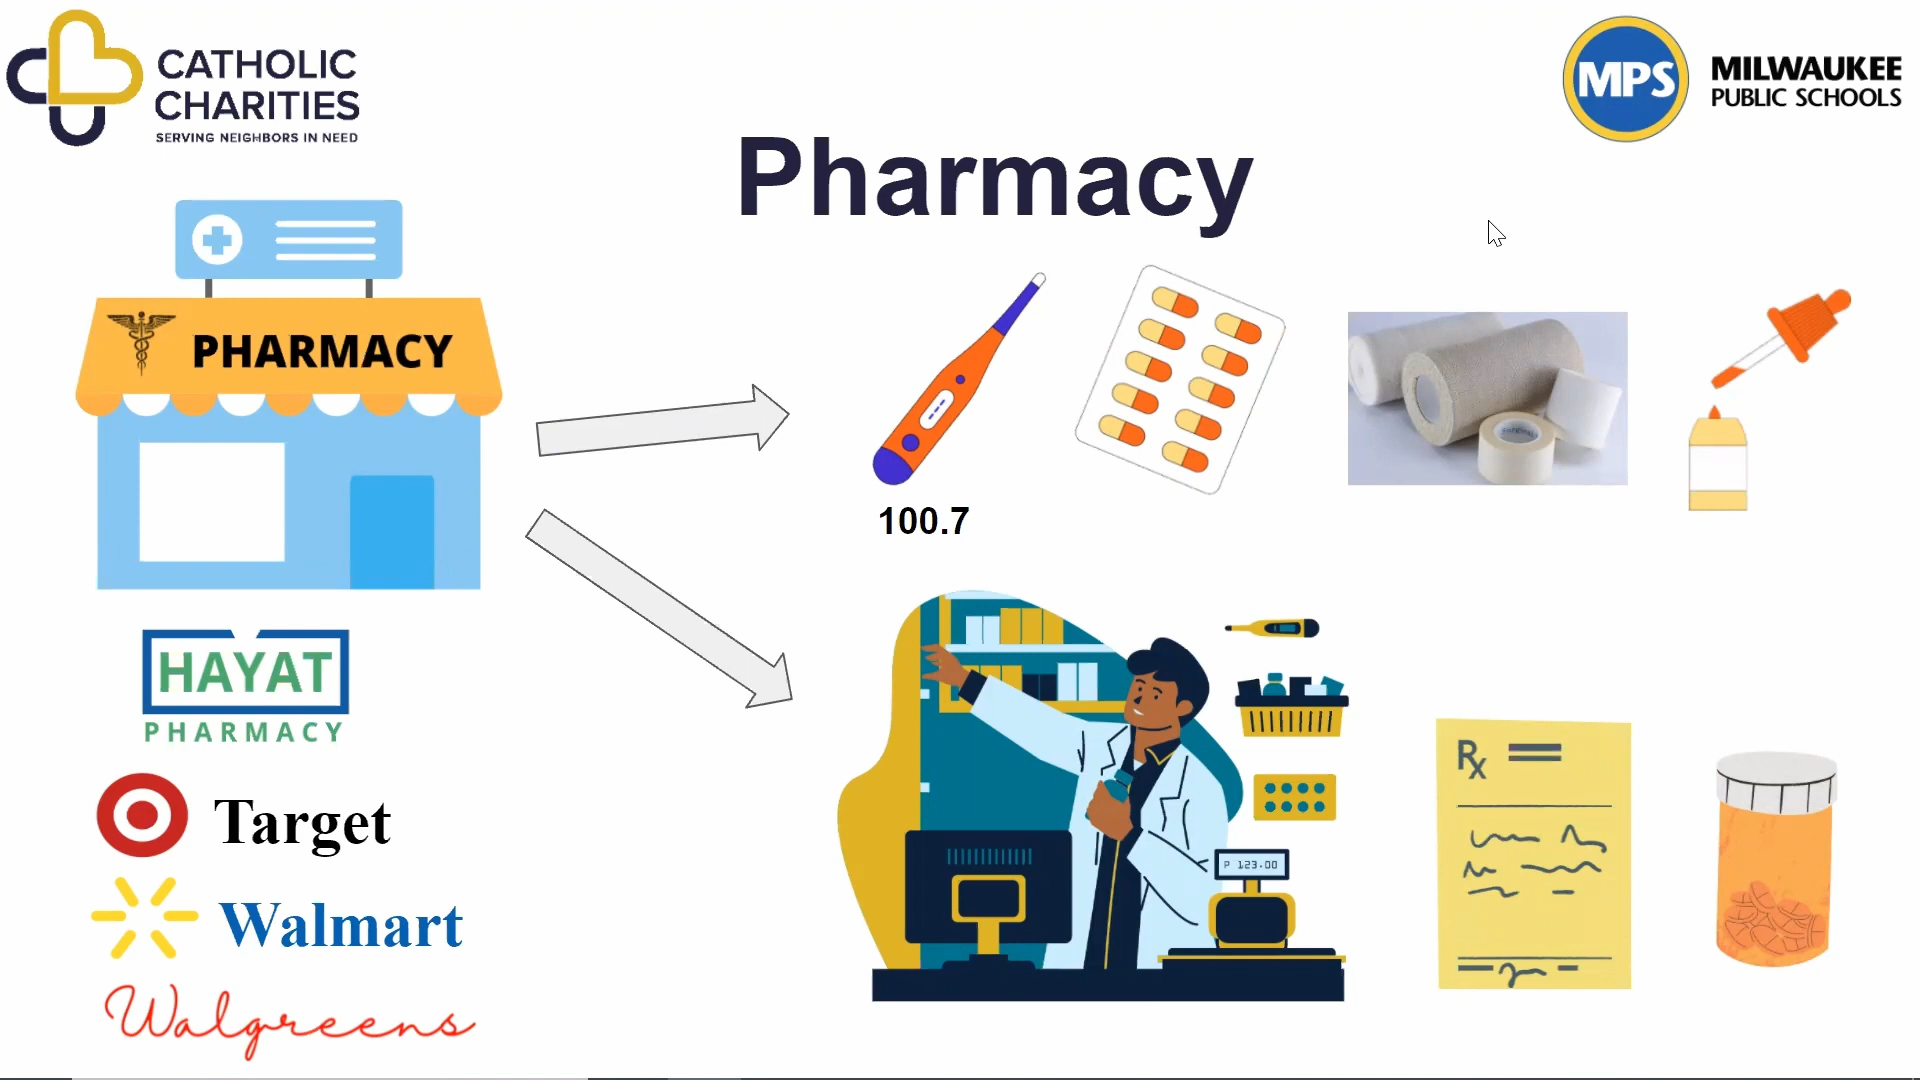 CATHOLIC
CHARITIES
SERVING NEIGHBORS IN NEED
MPS
MILWAUKEE
PUBLIC SCHOOLS
Pharmacy
PHARMACY
100.7
HAYAT
PHARMACY
Target
Walmart
Walgreens
P 123.00
Rx